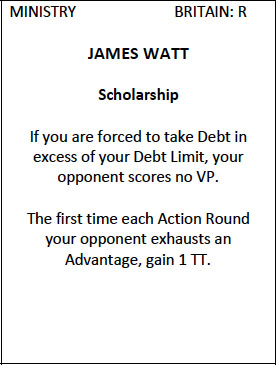 MINISTRY BRITAIN: R
JAMES WATT
Scholarship
If you are forced to take Debt in
excess of your Debt Limit, your
opponent scores no VP.
The first time each Action Round
your opponent exhausts an
Advantage, gain 1 TT.